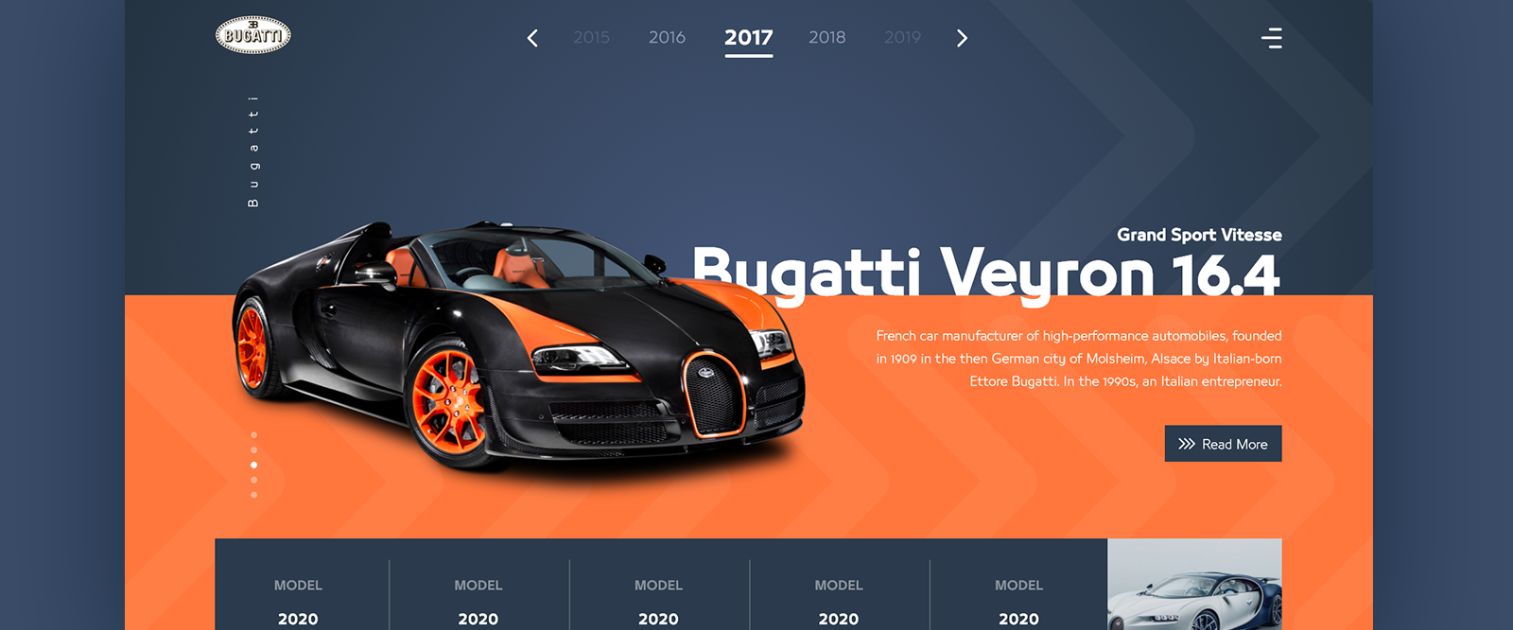 BUGATTI
2015 2016 2017 2018 2019
Bugatti
Grand Sport Vitesse
Bugatti Veyron 16.4
French car manufacturer of high-performance automobiles, founded
in 1909 in the then German city of Molsheim, Alsace by Italian-born
Ettore Bugatti. In the 1990s, an Italian entrepreneur.
Read More
MODEL MODEL MODEL MODEL MODEL
2020 2020 2020 2020 2020